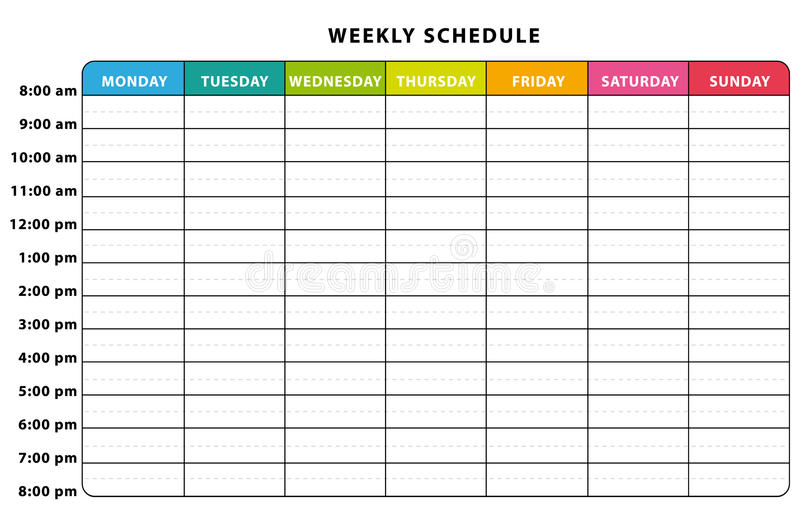 WEEKLY SCHEDULE
MONDAY TUESDAY WEDNESDAY THURSDAY FRIDAY SATURDAY SUNDAY
8:00 am
9:00 am
10:00 am
11:00 am
12:00 pm
1:00 pm
dreamstime.com
2:00 pm
3:00 pm
4:00 pm
5:00 pm
6:00 pm
7:00 pm
8:00 pm